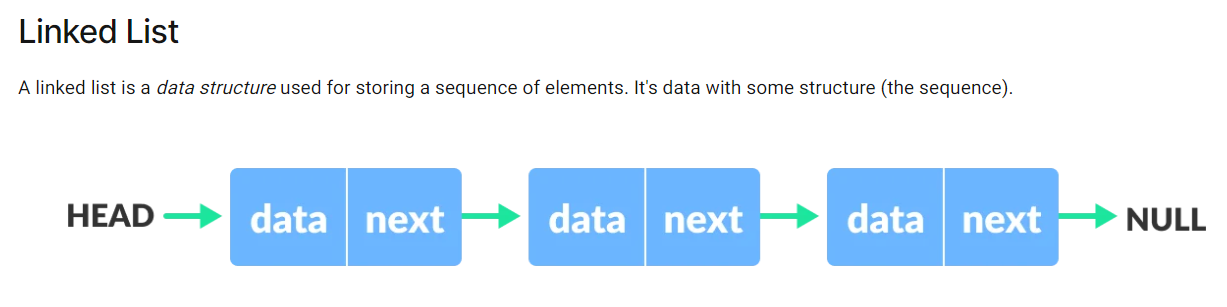 Linked List
A linked list is a data structure used for storing a sequence of elements. It's data with some structure (the sequence).
HEAD data next data next data next NULL